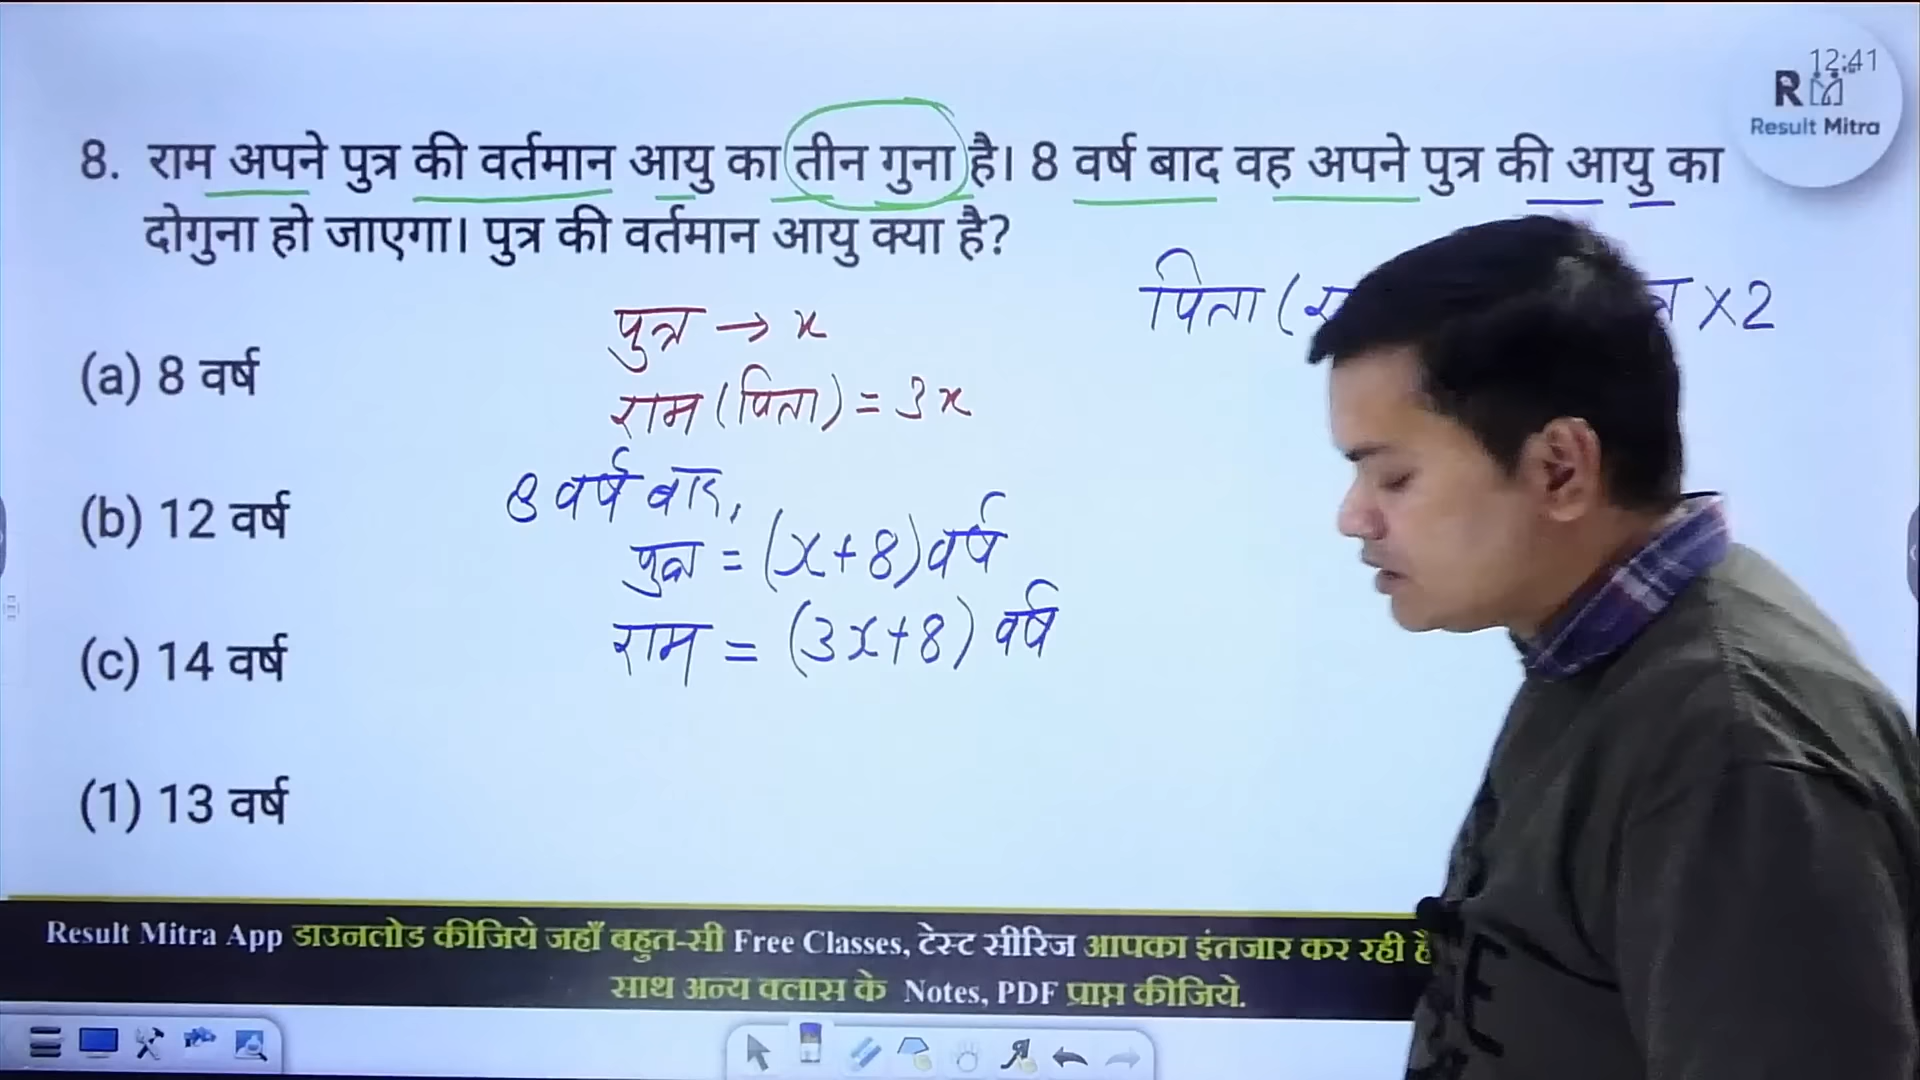 12:41
RM
Result Mitra
8. राम अपने पुत्र की वर्तमान आयु का तीन गुना है। 8 वर्ष बाद वह अपने पुत्र की आयु का
दोगुना हो जाएगा। पुत्र की वर्तमान आयु क्या है?
पिता (
×2
पुत्र → x
राम (पिता) = 3x
(a) 8 वर्ष
8 वर्ष बाद,
(b) 12 वर्ष
पुत्र = (x+8) वर्ष
राम = (3x+8) वर्ष
(c) 14 वर्ष
(1) 13 वर्ष
Result Mitra App डाउनलोड कीजिये जहाँ बहुत-सी Free Classes, टेस्ट सीरिज आपका इंतजार कर रही है
साथ अन्य क्लास के Notes, PDF प्राप्त कीजिये.